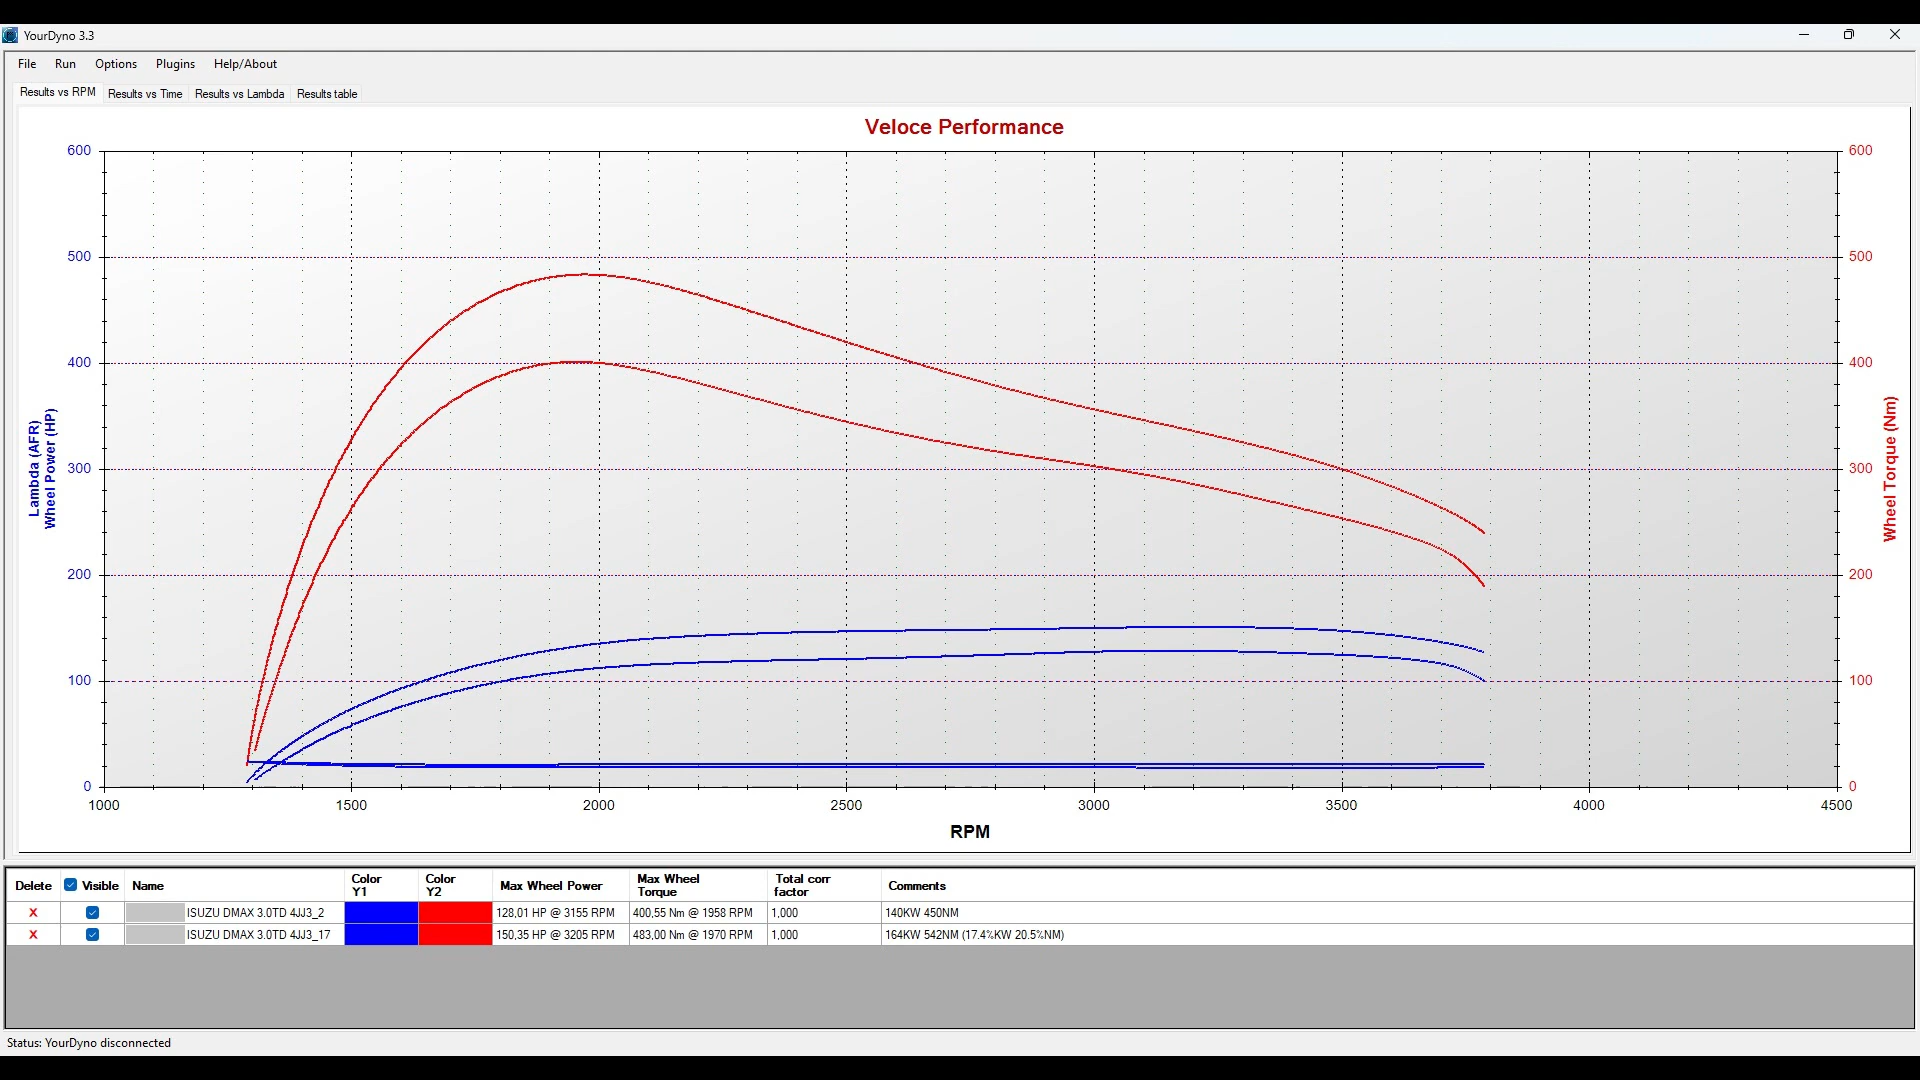 YourDyno 3.3
File Run Options Plugins Help/About
Results vs RPM Results vs Time Results vs Lambda Results table
Veloce Performance
600 600
500 500
400 400
300 300
200 200
100 100
0 0
Lambda (AFR)
Wheel Power (HP)
Wheel Torque (Nm)
1000 1500 2000 2500 3000 3500 4000 4500
RPM
Delete Visible Name Color Y1 Color Y2 Max Wheel Power Max Wheel Torque Total corr factor Comments
X ISUZU DMAX 3.0TD 4JJ3_2 128,01 HP @ 3155 RPM 400,55 Nm @ 1958 RPM 1,000 140KW 450NM
X ISUZU DMAX 3.0TD 4JJ3_17 150,35 HP @ 3205 RPM 483,00 Nm @ 1970 RPM 1,000 164KW 542NM (17.4%KW 20.5%NM)
Status: YourDyno disconnected